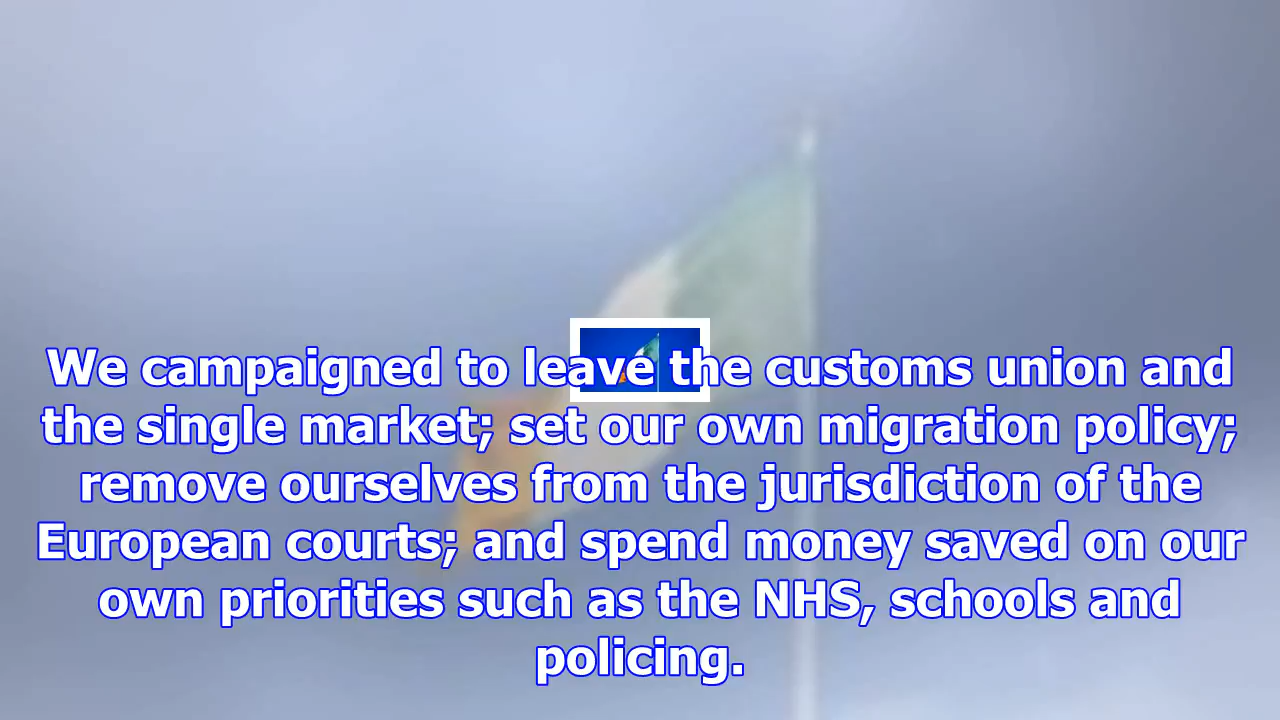 We campaigned to leave the customs union and
the single market; set our own migration policy;
remove ourselves from the jurisdiction of the
European courts; and spend money saved on our
own priorities such as the NHS, schools and
policing.